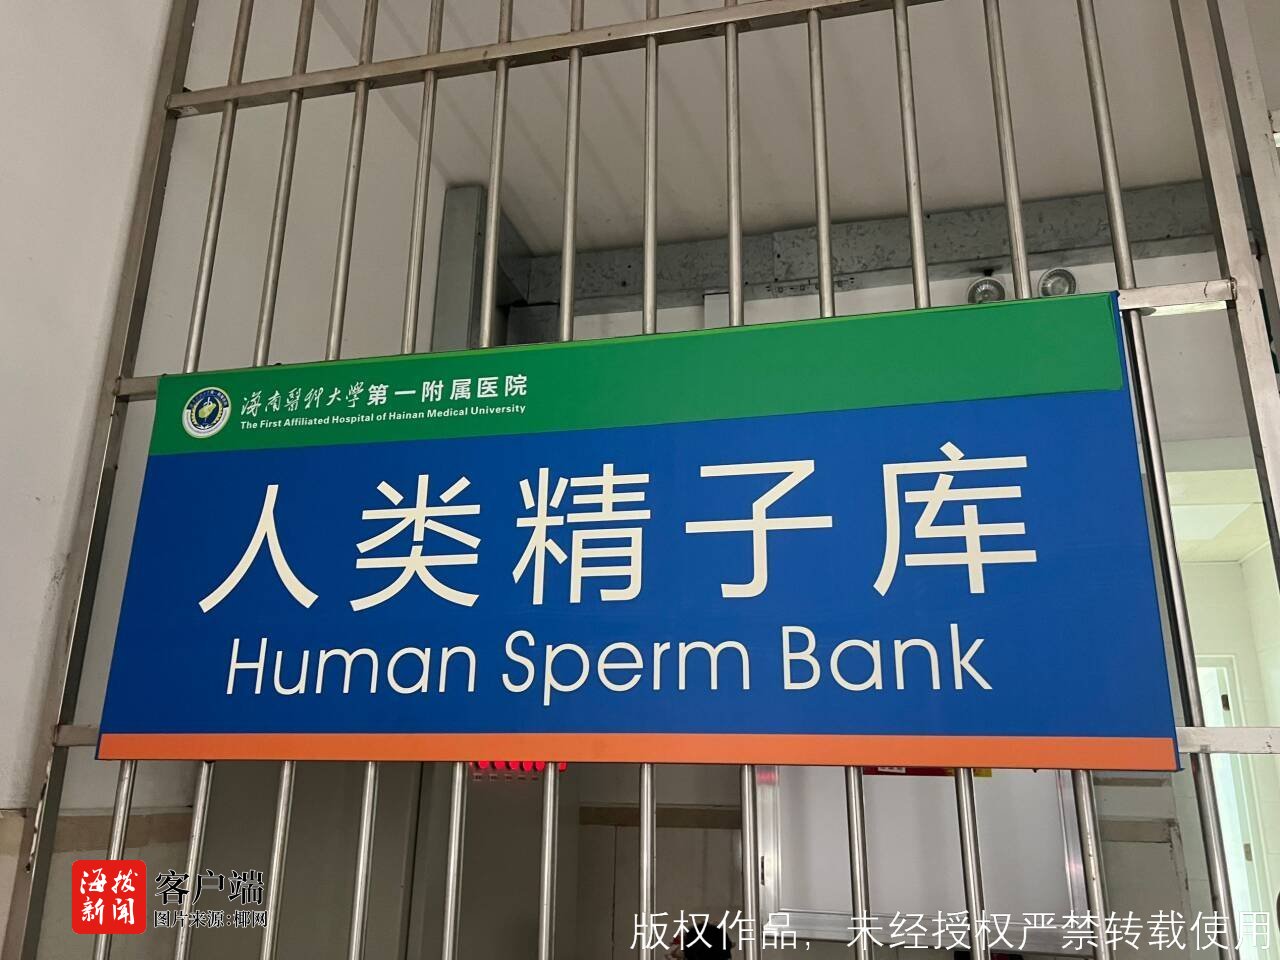 海南医科大学第一附属医院
The First Affiliated Hospital of Hainan Medical University
人类精子库
Human Sperm Bank
海拔新闻
客户端
图片来源:椰网
版权作品，未经授权严禁转载使用